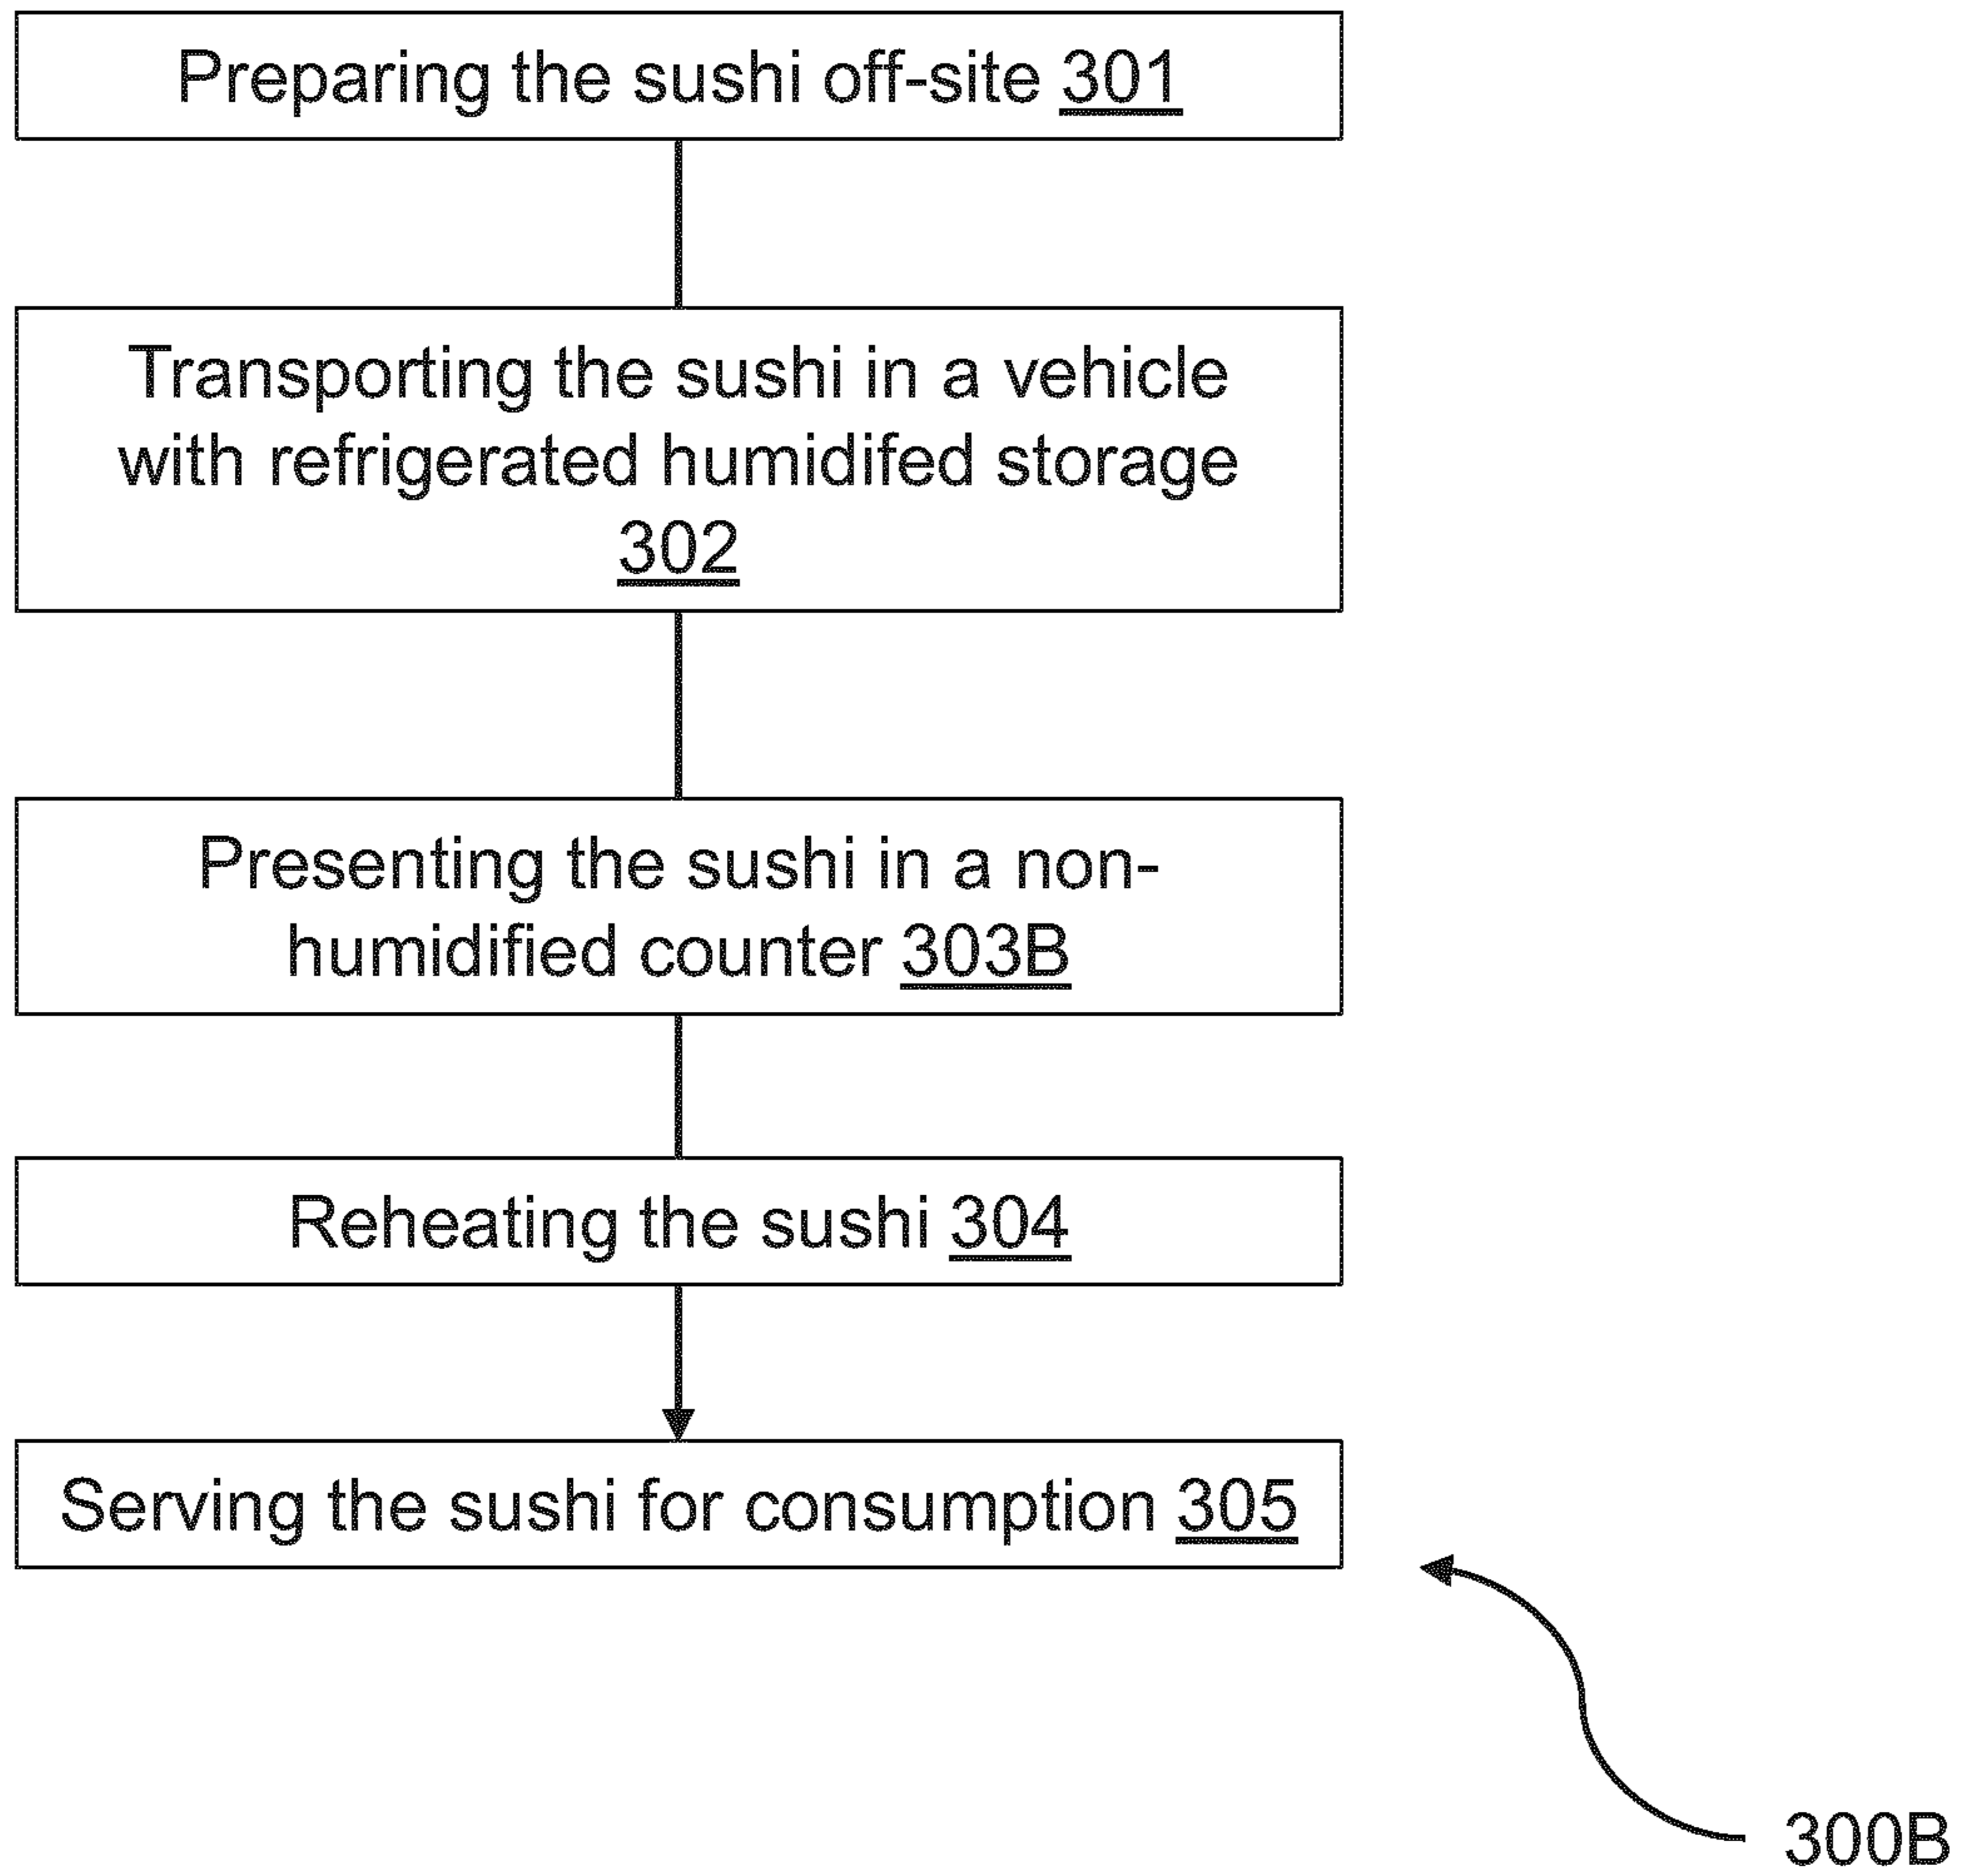 Preparing the sushi off-site 301
Transporting the sushi in a vehicle
with refrigerated humidifed storage
302
Presenting the sushi in a non-
humidified counter 303B
Reheating the sushi 304
Serving the sushi for consumption 305
300B